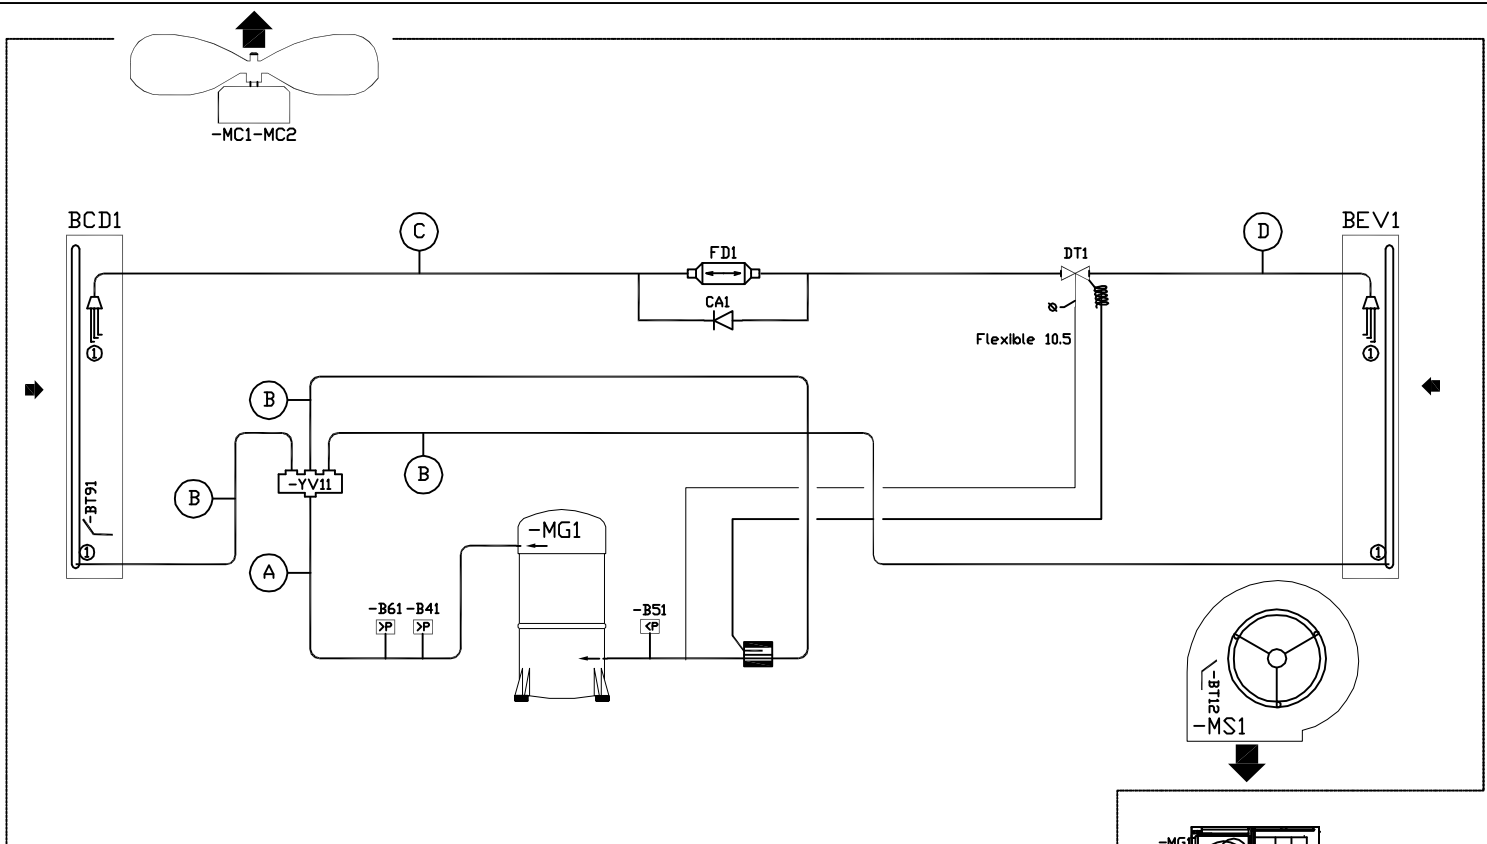 -MC1-MC2
BCD1
C
FD1
DT1
D
BEV1
CA1
Ø
Flexible 10.5
1
1
B
B
-YV11
-BT91
B
-MG1
1
1
A
-B61
-B41
-B51
>P
>P
<P
-BT12
-MS1
-MG1